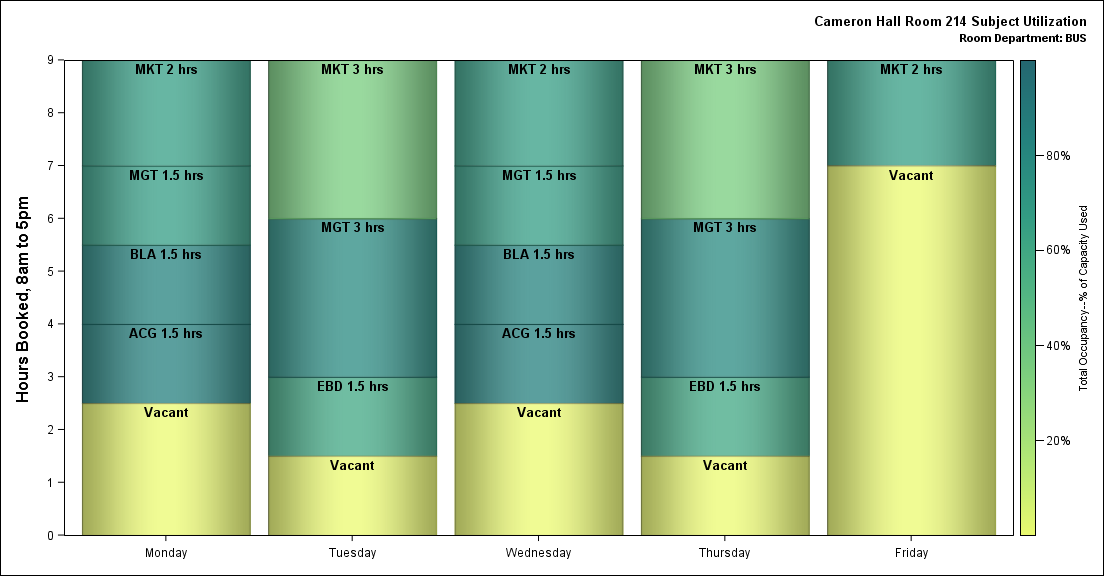 Cameron Hall Room 214 Subject Utilization
Room Department: BUS
Hours Booked, 8am to 5pm
9
8
7
6
5
4
3
2
1
0
MKT 2 hrs
MGT 1.5 hrs
BLA 1.5 hrs
ACG 1.5 hrs
Vacant
MKT 3 hrs
MGT 3 hrs
EBD 1.5 hrs
Vacant
MKT 2 hrs
MGT 1.5 hrs
BLA 1.5 hrs
ACG 1.5 hrs
Vacant
MKT 3 hrs
MGT 3 hrs
EBD 1.5 hrs
Vacant
MKT 2 hrs
Vacant
Monday
Tuesday
Wednesday
Thursday
Friday
80%
60%
40%
20%
Total Occupancy--% of Capacity Used